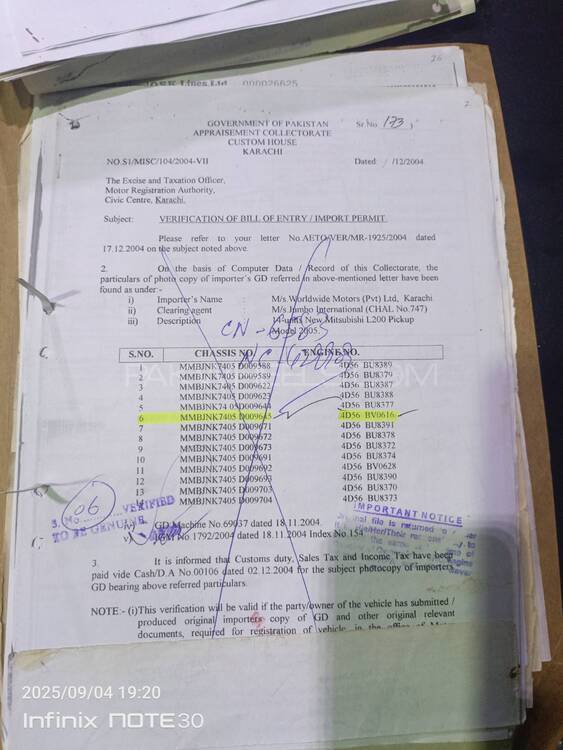 26
2
GOVERNMENT OF PAKISTAN
APPRAISEMENT COLLECTORATE
CUSTOM HOUSE
KARACHI
Sr.No. 173
NO.S1/MISC/104/2004-VII
Dated / /12/2004
The Excise and Taxation Officer,
Motor Registration Authority,
Civic Centre, Karachi.
Subject: VERIFICATION OF BILL OF ENTRY / IMPORT PERMIT
Please refer to your letter No.AETO/VER/MR-1925/2004 dated
17.12.2004 on the subject noted above.
2. On the basis of Computer Data / Record of this Collectorate, the
particulars of photo copy of importer's GD referred in above-mentioned letter have been
found as under:-
i) Importer's Name : M/s Worldwide Motors (Pvt) Ltd, Karachi
ii) Clearing agent : M/s Jumbo International (CHAL No.747)
iii) Description 14-units New Mitsubishi L200 Pickup
Model 2005.
S.NO. CHASSIS NO. ENGINE NO.
1 MMBJNK7405 D009588 4D56 BU8389
2 MMBJNK7405 D009589 4D56 BU8379
3 MMBJNK7405 D009622 4D56 BU8387
4 MMBJNK7405 D009623 4D56 BU8388
5 MMBJNK74 05D009644 4D56 BU8377
6 MMBJNK7405 D009645 4D56 BV0616
7 MMBJNK7405 D009671 4D56 BU8391
8 MMBJNK7405 D009672 4D56 BU8378
9 MMBJNK7405 D009673 4D56 BU8372
10 MMBJNK7405 D009691 4D56 BU8374
11 MMBJNK7405 D009692 4D56 BV0628
12 MMBJNK7405 D009693 4D56 BU8390
13 MMBJNK7405 D009703 4D56 BU8370
14 MMBJNK7405 D009704 4D56 BU8373
06
VERIFIED
TO BE GENUINE
IMPORTANT NOTICE
file is returned
iv) GD Machine No.69037 dated 18.11.2004
v) IGM No.1792/2004 dated 18.11.2004 Index No.154
3. It is informed that Customs duty, Sales Tax and Income Tax have been
paid vide Cash/D.A No.00106 dated 02.12.2004 for the subject photocopy of importers
GD bearing above referred particulars.
NOTE:- (i)This verification will be valid if the party/owner of the vehicle has submitted /
produced original importers copy of GD and other original relevant
documents, required for registration of vehicle, in the office of
2025/09/04 19:20
Infinix NOTE30